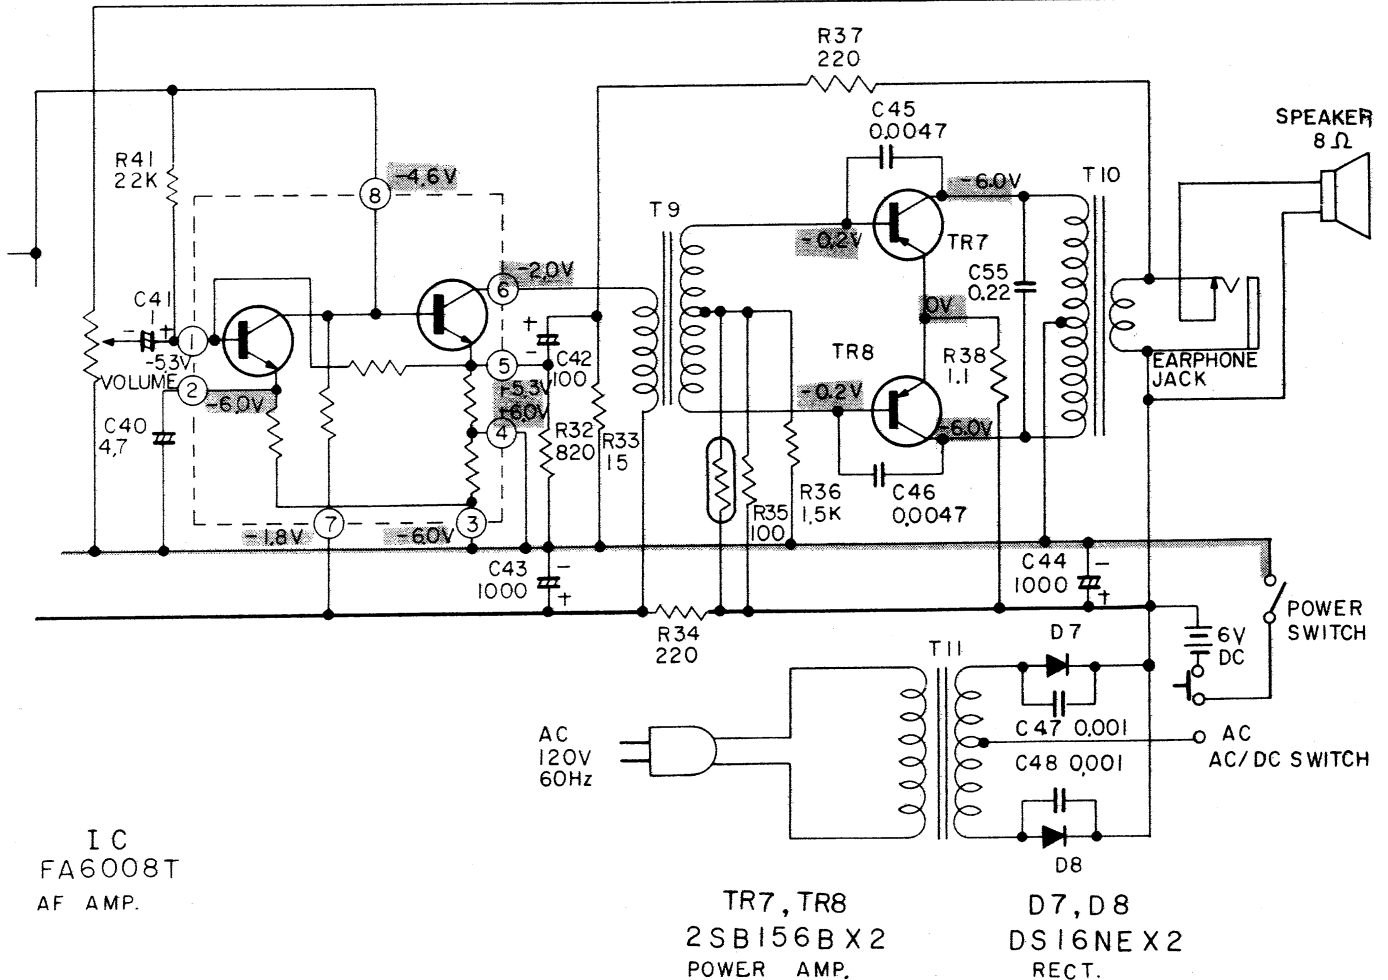 R37
220
C45
0.0047
SPEAKER
8Ω
R41
22K
-4.6V
8
-6.0V
T10
T9
-0.2V
TR7
-2.0V
6
C55
0.22
C41
- +
1
-5.3V
0V
+
-
C42
100
TR8
R38
1.1
EARPHONE
JACK
VOLUME
2
-6.0V
5
-5.3V
-6.0V
4
-0.2V
-6.0V
C40
4.7
R32
820
R33
15
R36
1.5K
C46
0.0047
R35
100
-1.8V
7
-6.0V
3
C43
1000
-
+
C44
1000
-
+
R34
220
D7
6V
DC
POWER
SWITCH
T11
C47 0.001
AC
120V
60Hz
AC
AC/DC SWITCH
C48 0.001
D8
IC
FA6008T
AF AMP.
TR7, TR8
2SB156B X2
POWER AMP.
D7, D8
DS16NE X2
RECT.